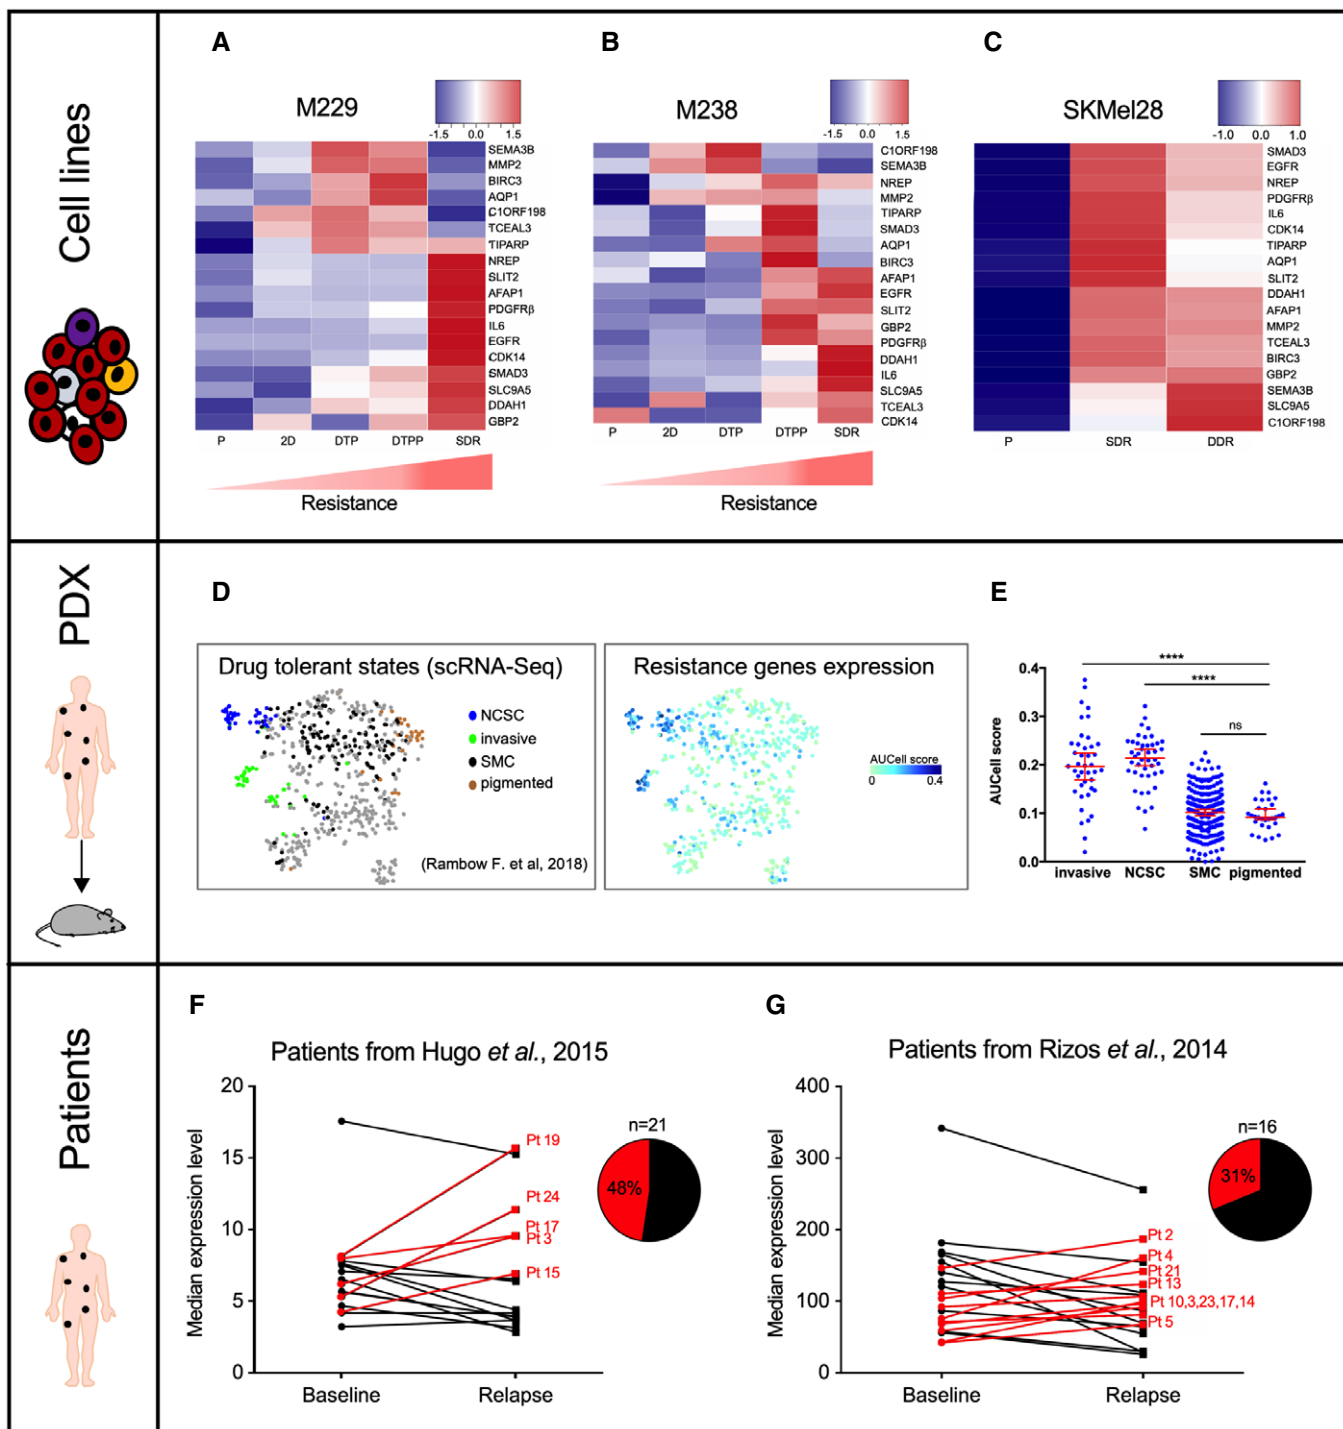 Cell lines
A
M229
-1.5 0.0 1.5
SEMA3B
MMP2
BIRC3
AQP1
C1ORF198
TCEAL3
TIPARP
NREP
SLIT2
AFAP1
PDGFRβ
IL6
EGFR
CDK14
SMAD3
SLC9A5
DDAH1
GBP2
P 2D DTP DTPP SDR
Resistance
B
M238
-1.5 0.0 1.5
C1ORF198
SEMA3B
NREP
MMP2
TIPARP
SMAD3
AQP1
BIRC3
AFAP1
EGFR
SLIT2
GBP2
PDGFRβ
DDAH1
IL6
SLC9A5
TCEAL3
CDK14
P 2D DTP DTPP SDR
Resistance
C
SKMel28
-1.0 0.0 1.0
SMAD3
EGFR
NREP
PDGFRβ
IL6
CDK14
TIPARP
AQP1
SLIT2
DDAH1
AFAP1
MMP2
TCEAL3
BIRC3
GBP2
SEMA3B
SLC9A5
C1ORF198
P SDR DDR
PDX
D
Drug tolerant states (scRNA-Seq)
NCSC
invasive
SMC
pigmented
(Rambow F. et al, 2018)
Resistance genes expression
AUCell score
0 0.4
E
AUCell score
0.4
0.3
0.2
0.1
0.0
****
****
ns
invasive NCSC SMC pigmented
Patients
F
Patients from Hugo et al., 2015
Median expression level
20
15
10
5
0
Pt 19
Pt 24
Pt 17
Pt 3
Pt 15
n=21
48%
Baseline Relapse
G
Patients from Rizos et al., 2014
Median expression level
400
300
200
100
0
Pt 2
Pt 4
Pt 21
Pt 13
Pt 10,3,23,17,14
Pt 5
n=16
31%
Baseline Relapse